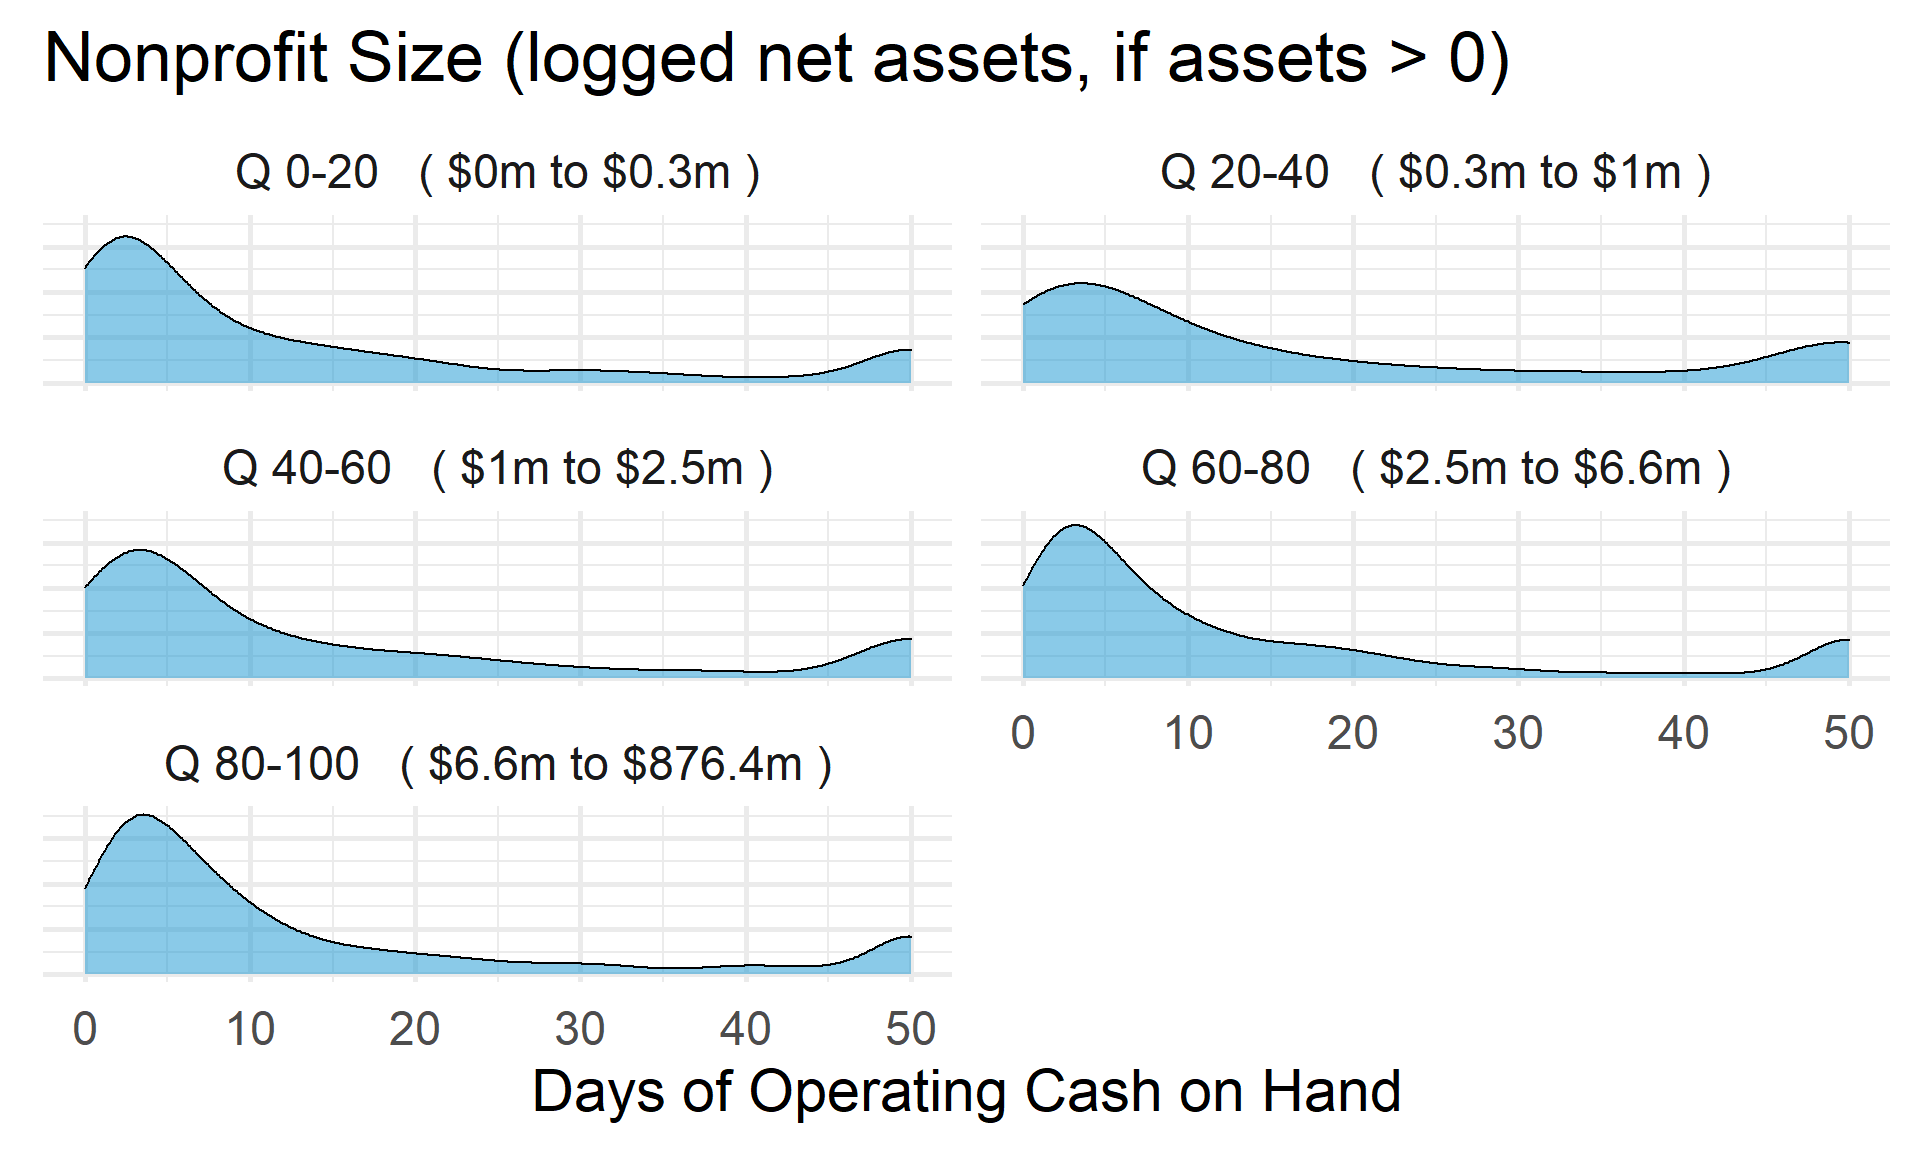 Nonprofit Size (logged net assets, if assets > 0)
Q 0-20 ( $0m to $0.3m )
Q 20-40 ( $0.3m to $1m )
Q 40-60 ( $1m to $2.5m )
Q 60-80 ( $2.5m to $6.6m )
0 10 20 30 40 50
Q 80-100 ( $6.6m to $876.4m )
0 10 20 30 40 50
Days of Operating Cash on Hand